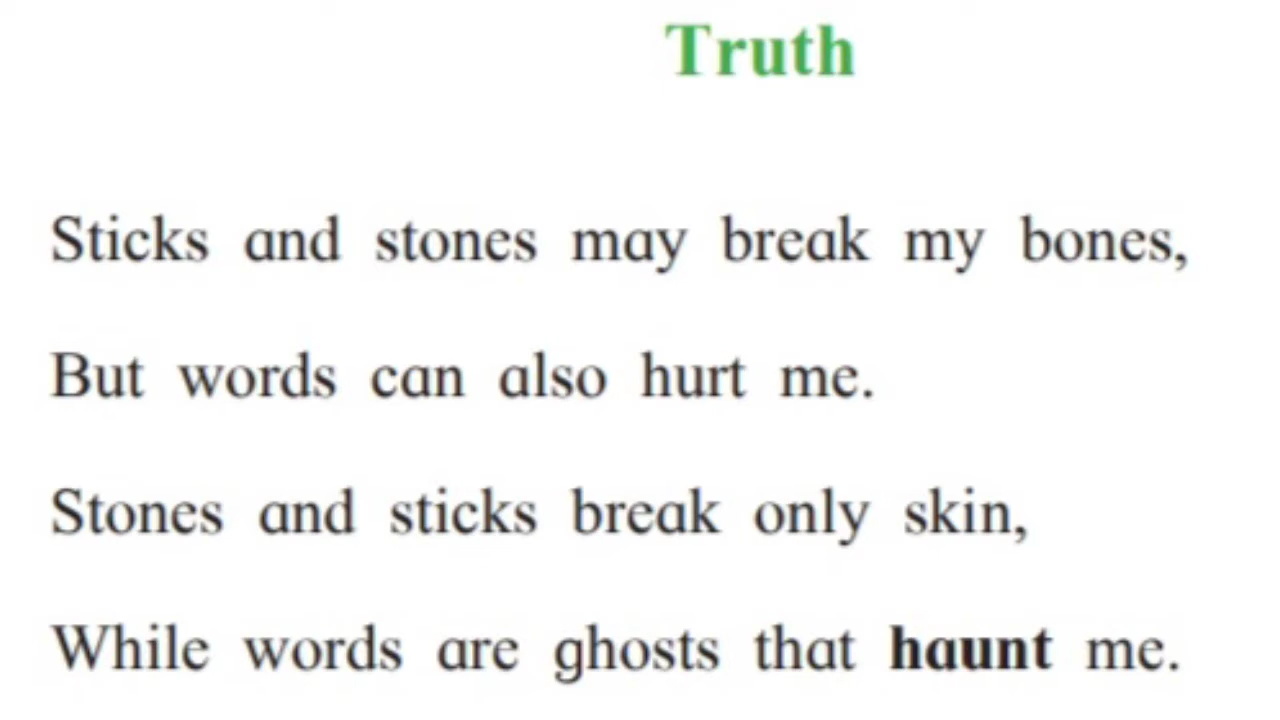 Truth
Sticks and stones may break my bones,
But words can also hurt me.
Stones and sticks break only skin,
While words are ghosts that haunt me.